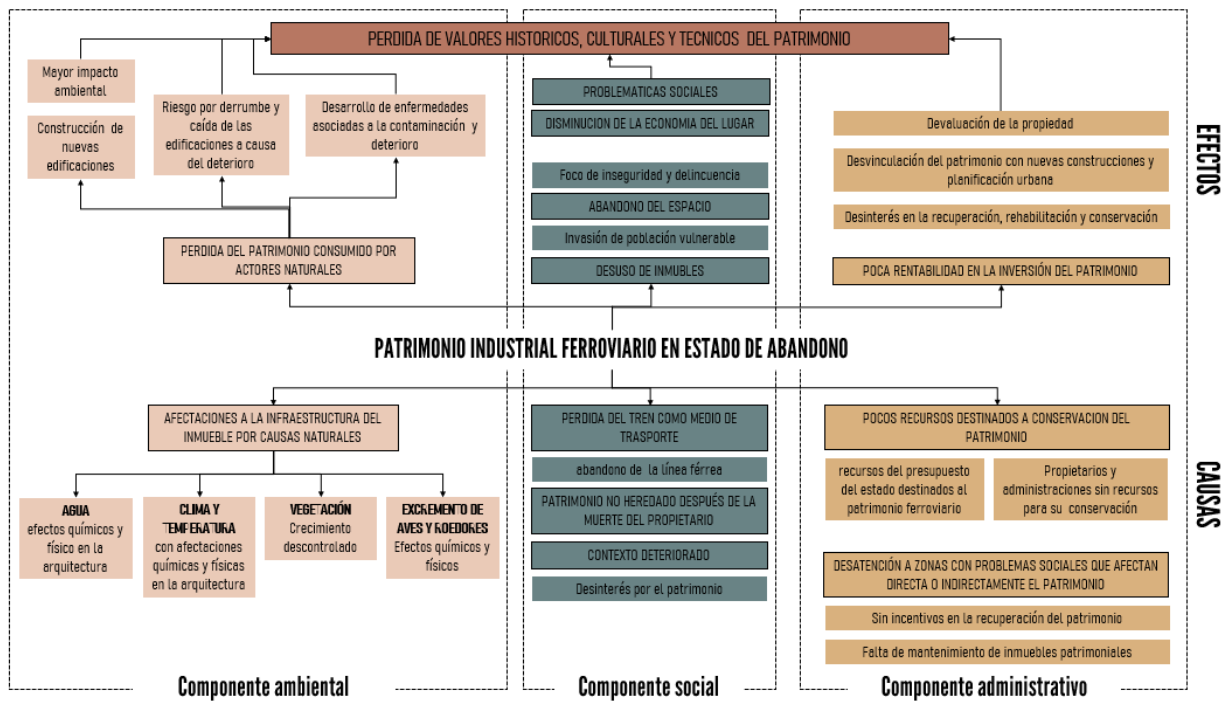 PERDIDA DE VALORES HISTORICOS, CULTURALES Y TECNICOS DEL PATRIMONIO
Mayor impacto
ambiental
Construcción de
nuevas
edificaciones
Riesgo por derrumbe y
caída de las
edificaciones a causa
del deterioro
Desarrollo de enfermedades
asociadas a la contaminación y
deterioro
PERDIDA DEL PATRIMONIO CONSUMIDO POR
ACTORES NATURALES
PROBLEMATICAS SOCIALES
DISMINUCION DE LA ECONOMIA DEL LUGAR
Foco de inseguridad y delincuencia
ABANDONO DEL ESPACIO
Invasión de población vulnerable
DESUSO DE INMUBLES
Devaluación de la propiedad
Desvinculación del patrimonio con nuevas construcciones y
planificación urbana
Desinterés en la recuperación, rehabilitación y conservación
POCA RENTABILIDAD EN LA INVERSIÓN DEL PATRIMONIO
EFECTOS
PATRIMONIO INDUSTRIAL FERROVIARIO EN ESTADO DE ABANDONO
AFECTACIONES A LA INFRAESTRUCTURA DEL
INMUEBLE POR CAUSAS NATURALES
AGUA
efectos químicos y
físico en la
arquitectura
CLIMA Y
TEMPERATURA
con afectaciones
químicas y físicas
en la arquitectura
VEGETACIÓN
Crecimiento
descontrolado
EXCREMENTO DE
AVES Y ROEDORES
Efectos químicos y
físicos
PERDIDA DEL TREN COMO MEDIO DE
TRASPORTE
abandono de la línea férrea
PATRIMONIO NO HEREDADO DESPUÉS DE LA
MUERTE DEL PROPIETARIO
CONTEXTO DETERIORADO
Desinterés por el patrimonio
POCOS RECURSOS DESTINADOS A CONSERVACION DEL
PATRIMONIO
recursos del presupuesto
del estado destinados al
patrimonio ferroviario
Propietarios y
administraciones sin recursos
para su conservación
DESATENCIÓN A ZONAS CON PROBLEMAS SOCIALES QUE AFECTAN
DIRECTA O INDIRECTAMENTE EL PATRIMONIO
Sin incentivos en la recuperación del patrimonio
Falta de mantenimiento de inmuebles patrimoniales
CAUSAS
Componente ambiental
Componente social
Componente administrativo